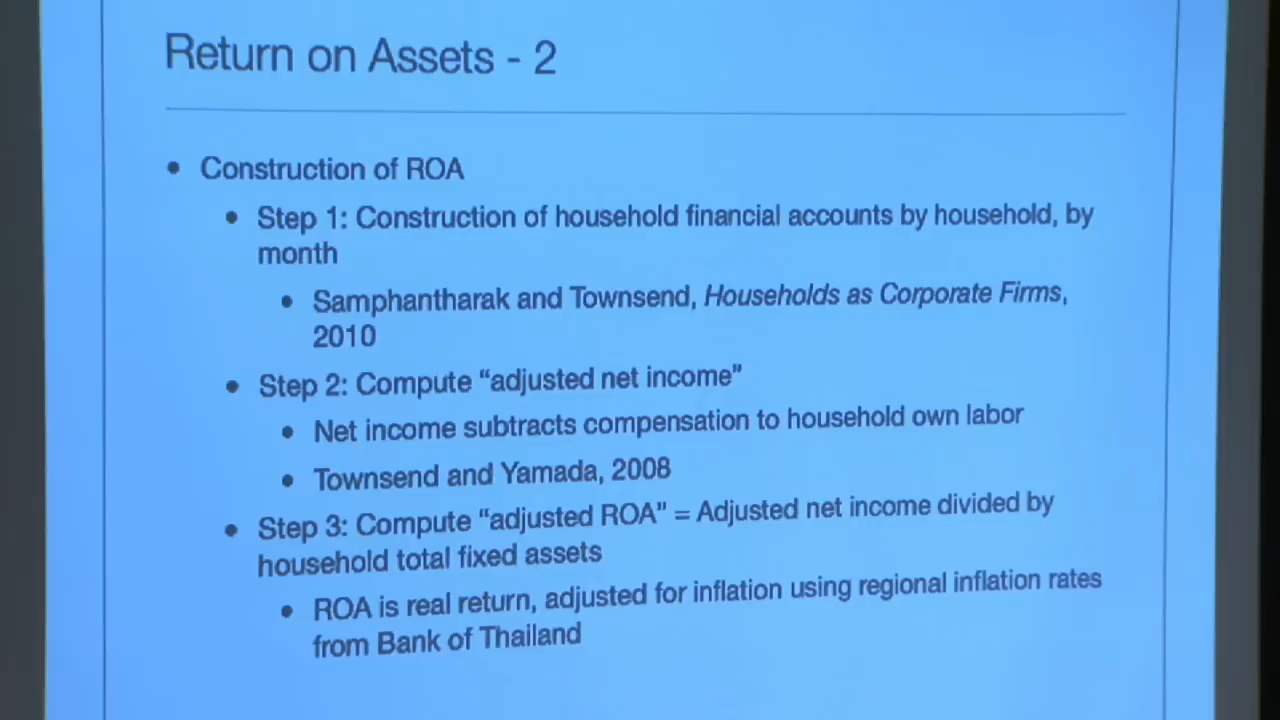 Return on Assets - 2
• Construction of ROA
• Step 1: Construction of household financial accounts by household, by
month
• Samphantharak and Townsend, Households as Corporate Firms,
2010
• Step 2: Compute “adjusted net income”
• Net income subtracts compensation to household own labor
• Townsend and Yamada, 2008
• Step 3: Compute “adjusted ROA” = Adjusted net income divided by
household total fixed assets
• ROA is real return, adjusted for inflation using regional inflation rates
from Bank of Thailand